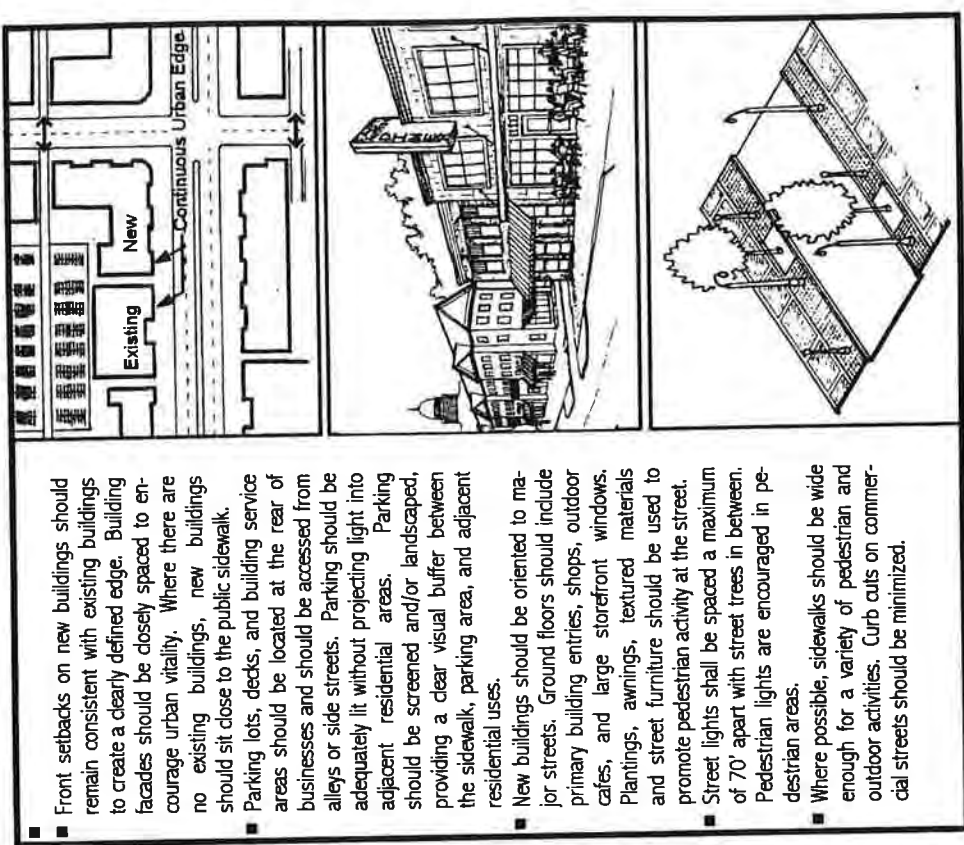 Front setbacks on new buildings should
remain consistent with existing buildings
to create a clearly defined edge. Building
facades should be closely spaced to en-
courage urban vitality. Where there are
no existing buildings, new buildings
should sit close to the public sidewalk.
Parking lots, decks, and building service
areas should be located at the rear of
businesses and should be accessed from
alleys or side streets. Parking should be
adequately lit without projecting light into
adjacent residential areas. Parking
should be screened and/or landscaped,
providing a clear visual buffer between
the sidewalk, parking area, and adjacent
residential uses.
New buildings should be oriented to ma-
jor streets. Ground floors should include
primary building entries, shops, outdoor
cafes, and large storefront windows.
Plantings, awnings, textured materials
and street furniture should be used to
promote pedestrian activity at the street.
Street lights shall be spaced a maximum
of 70' apart with street trees in between.
Pedestrian lights are encouraged in pe-
destrian areas.
Where possible, sidewalks should be wide
enough for a variety of pedestrian and
outdoor activities. Curb cuts on commer-
cial streets should be minimized.
Existing
New
Continuous Urban Edge